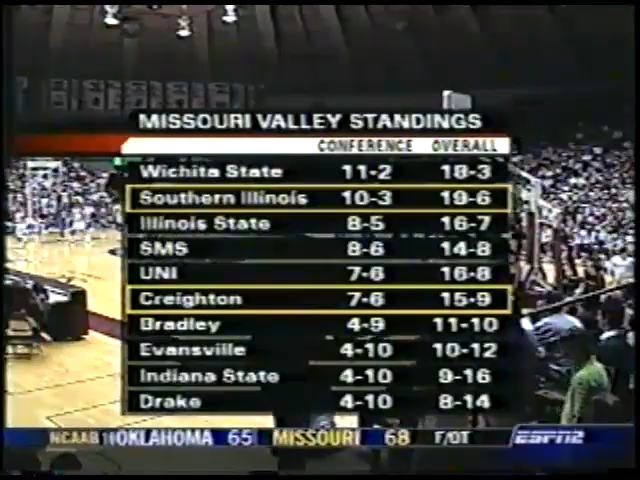 MISSOURI VALLEY STANDINGS
CONFERENCE OVERALL
Wichita State 11-2 18-3
Southern Illinois 10-3 19-6
Illinois State 8-5 16-7
SMS 8-6 14-8
UNI 7-6 16-8
Creighton 7-6 15-9
Bradley 4-9 11-10
Evansville 4-10 10-12
Indiana State 4-10 9-16
Drake 4-10 8-14
NCAAB OKLAHOMA 65 MISSOURI 68 F/OT ESPN2